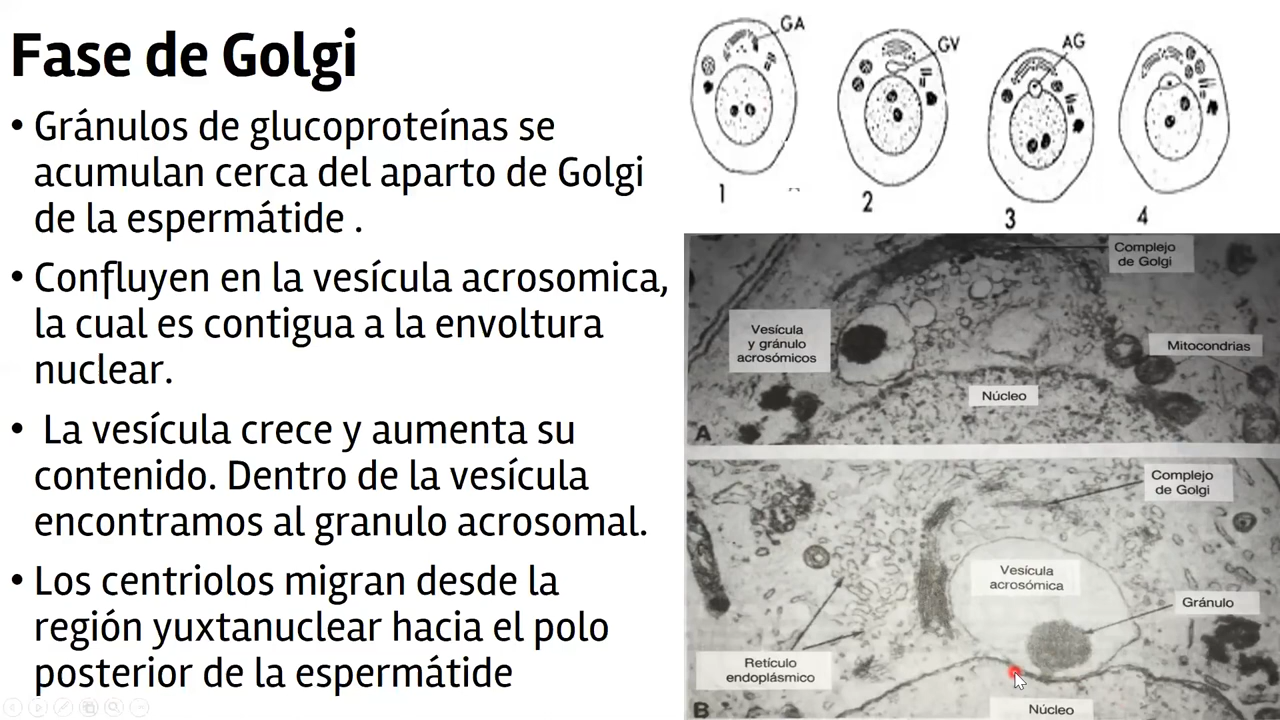 Fase de Golgi
• Gránulos de glucoproteínas se
acumulan cerca del aparto de Golgi
de la espermátide .
• Confluyen en la vesícula acrosomica,
la cual es contigua a la envoltura
nuclear.
• La vesícula crece y aumenta su
contenido. Dentro de la vesícula
encontramos al granulo acrosomal.
• Los centriolos migran desde la
región yuxtanuclear hacia el polo
posterior de la espermátide
GA
GV
AG
1
2
3
4
Complejo
de Golgi
Vesícula
y gránulo
acrosómicos
Mitocondrias
Núcleo
A
Complejo
de Golgi
Vesícula
acrosómica
Gránulo
Retículo
endoplásmico
Núcleo
B